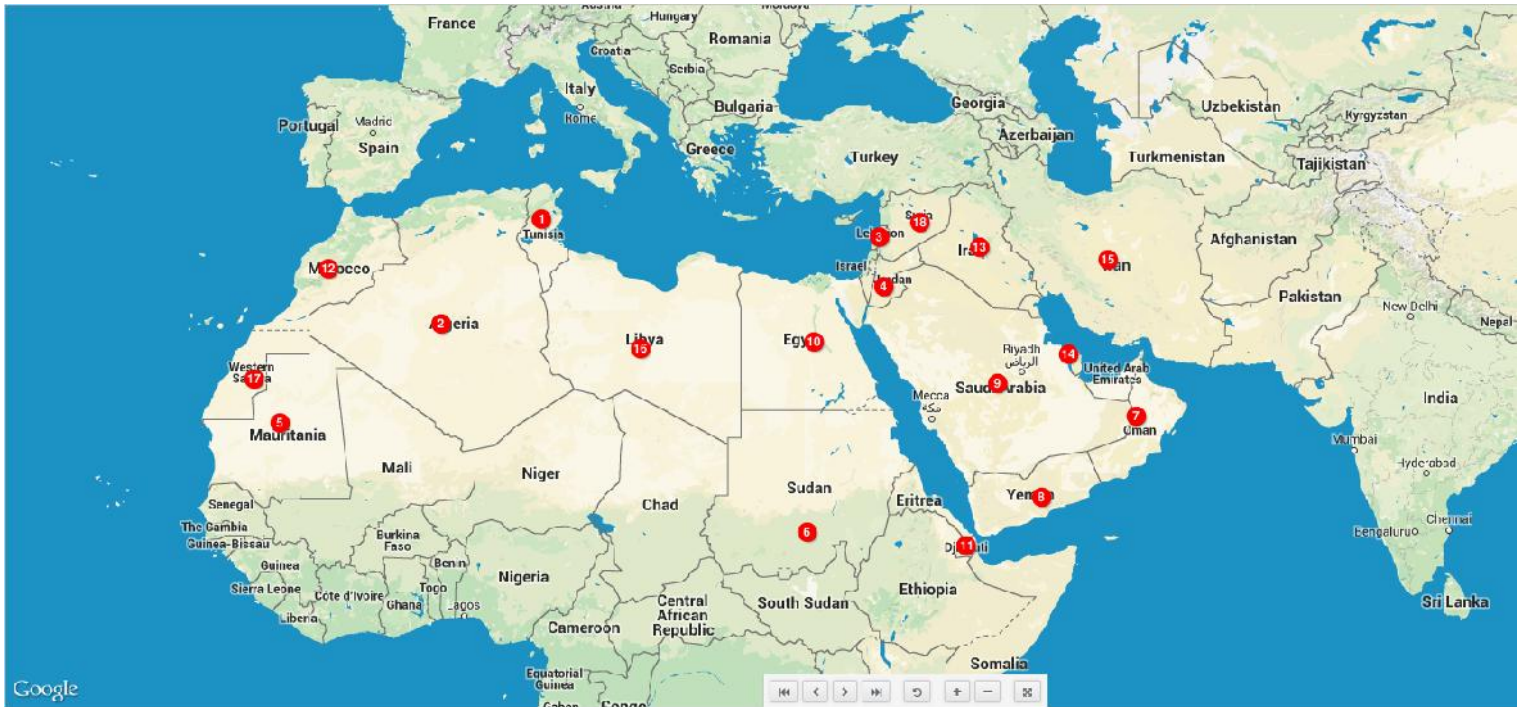 Austria
Moldova
France
Hungary
Croatia
Romania
Serbia
Italy
Rome
Bulgaria
Georgia
Azerbaijan
Uzbekistan
Kyrgyzstan
Portugal
Madrid
Spain
Greece
Turkey
Turkmenistan
Tajikistan
1
Tunisia
18
3
13
15
Israel
Afghanistan
12
4
Pakistan
New Delhi
Nepal
2
Libya
16
10
Riyadh
الرياض
14
United Arab
Emirates
Western
17
9
Saudi Arabia
Mecca
مكة
India
7
Oman
5
Mauritania
Mumbai
Hyderabad
Mali
Niger
Sudan
Chad
Eritrea
8
Senegal
The Gambia
Guinea-Bissau
Burkina
Faso
6
11
Bengaluru
Chennai
Guinea
Benin
Nigeria
Ethiopia
Sierra Leone
Côte d'Ivoire
Ghana
Togo
Lagos
Liberia
Central
African
Republic
South Sudan
Sri Lanka
Cameroon
Somalia
Equatorial
Guinea
Gabon
Congo
Google